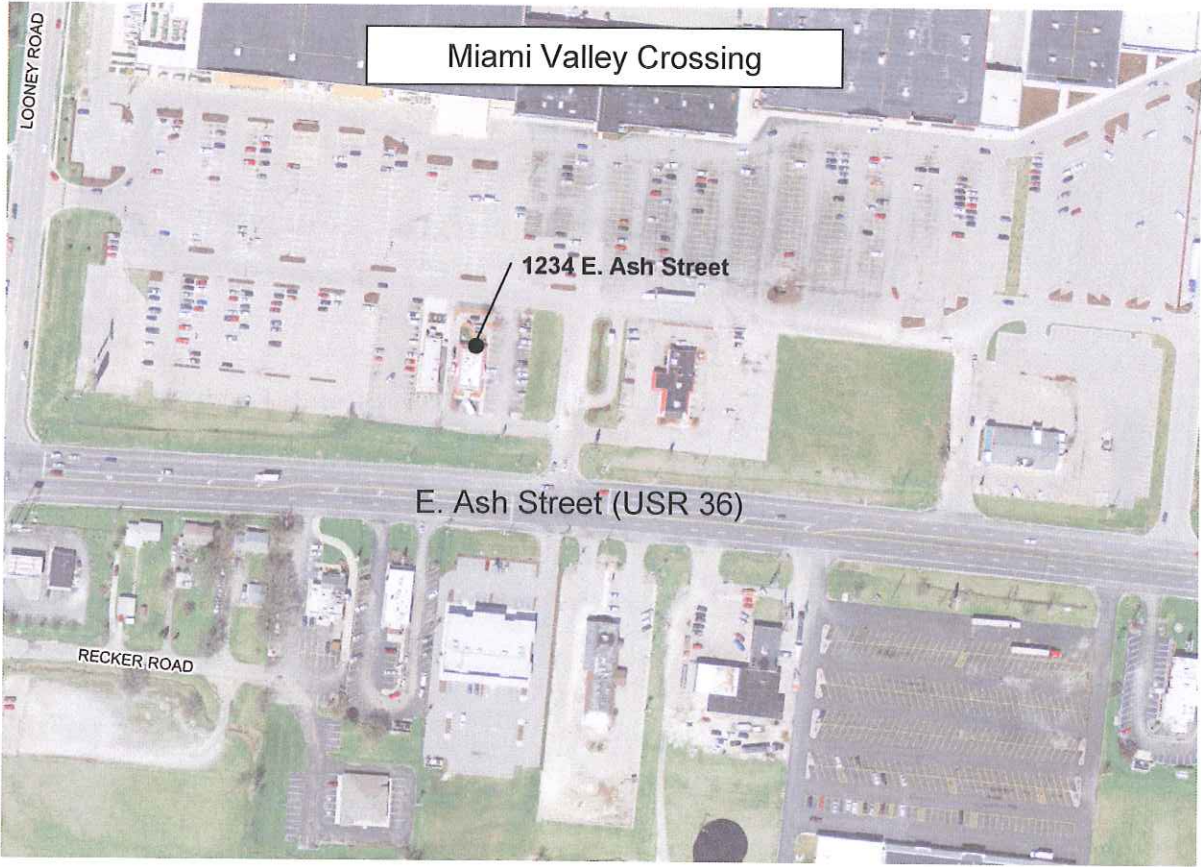 Miami Valley Crossing
LOONEY ROAD
1234 E. Ash Street
E. Ash Street (USR 36)
RECKER ROAD